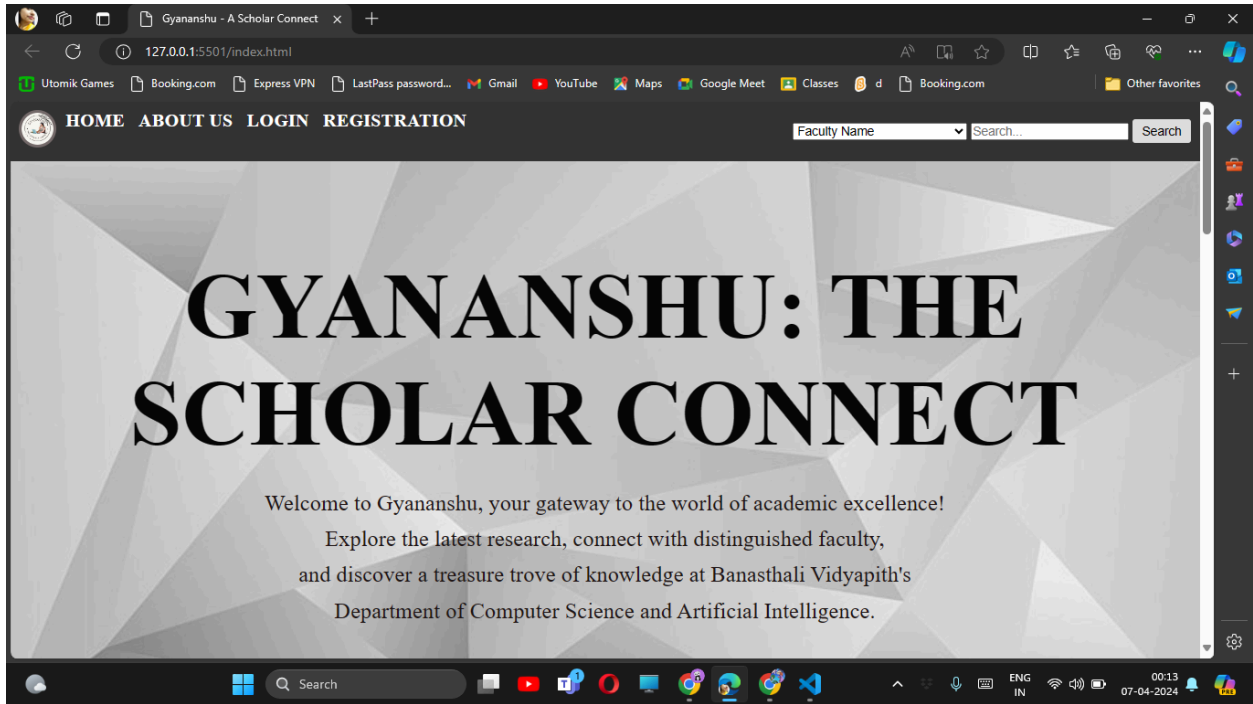 Gyananshu - A Scholar Connect
127.0.0.1:5501/index.html
Utomik Games Booking.com Express VPN LastPass password... Gmail YouTube Maps Google Meet Classes d Booking.com Other favorites
HOME ABOUT US LOGIN REGISTRATION Faculty Name Search... Search
GYANANSHU: THE
SCHOLAR CONNECT
Welcome to Gyananshu, your gateway to the world of academic excellence!
Explore the latest research, connect with distinguished faculty,
and discover a treasure trove of knowledge at Banasthali Vidyapith's
Department of Computer Science and Artificial Intelligence.
Search
ENG
IN
00:13
07-04-2024